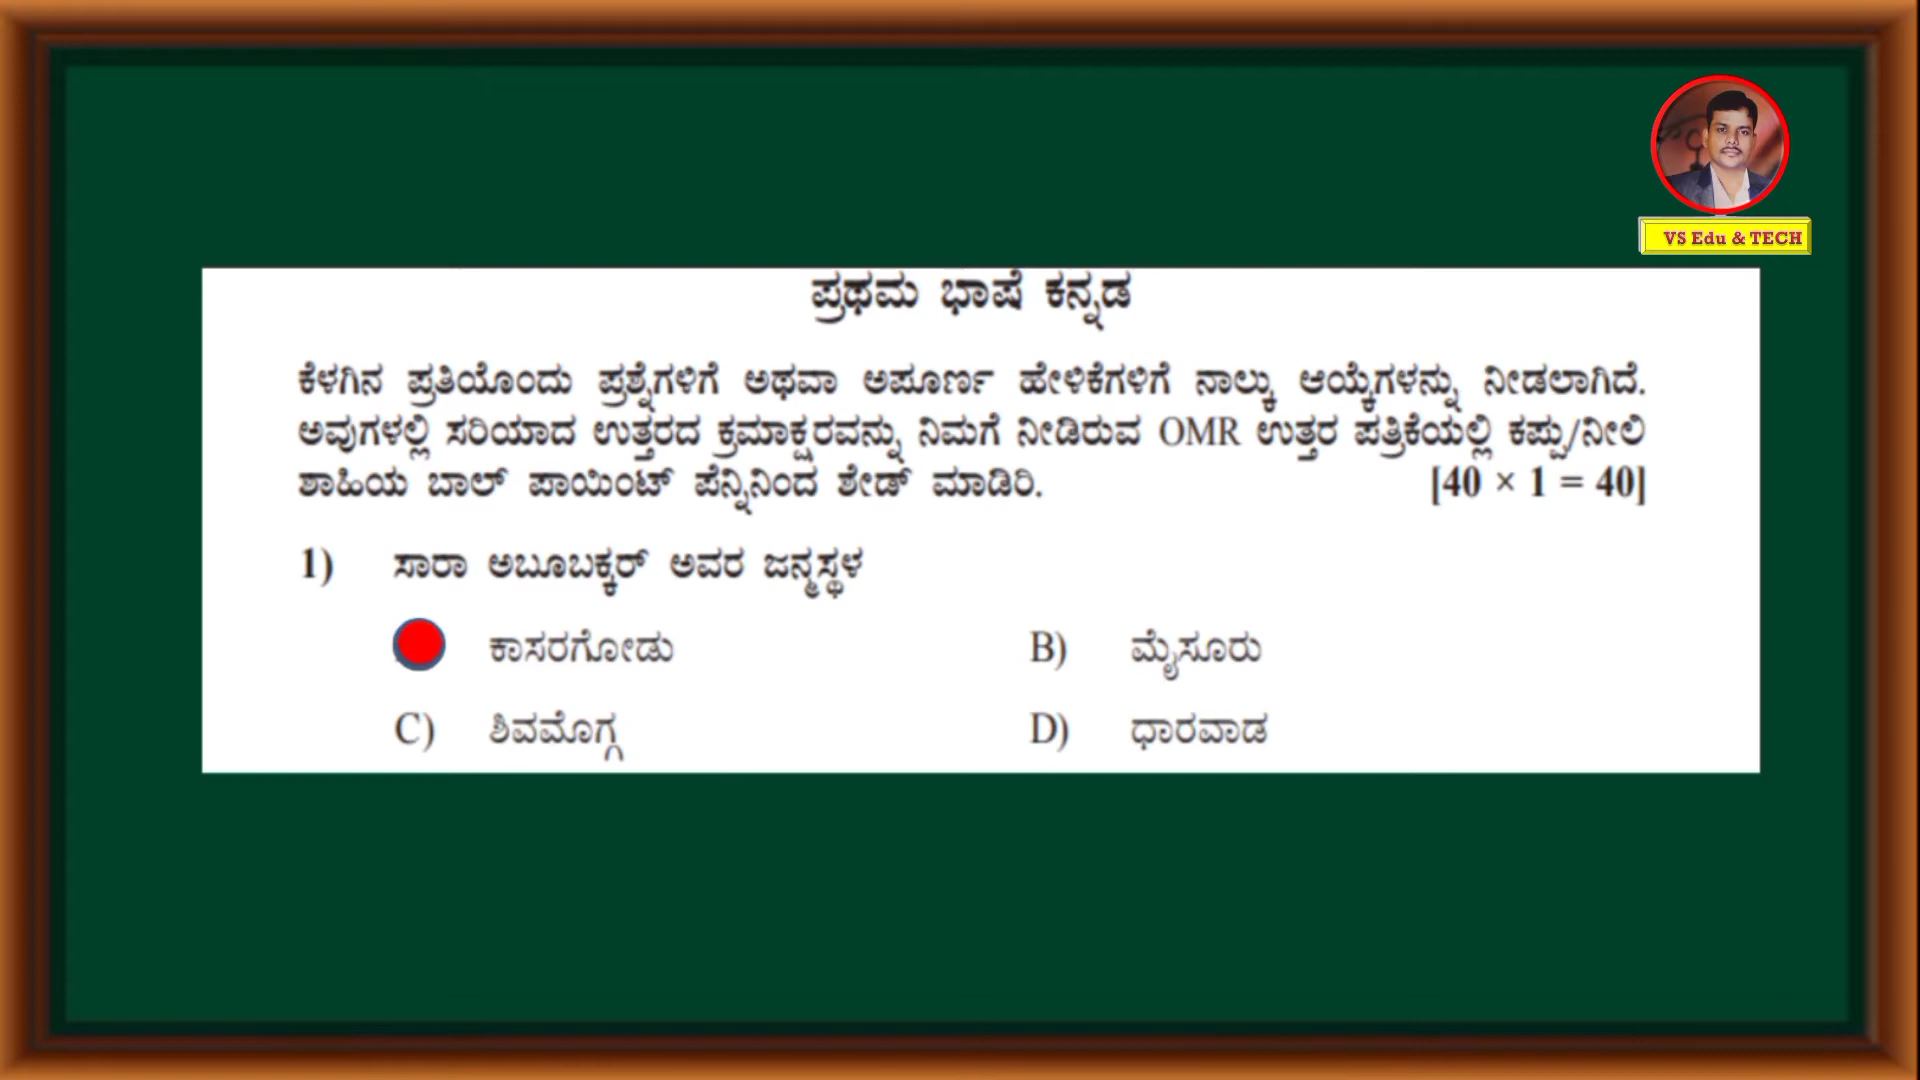 VS Edu & TECH
ಪ್ರಥಮ ಭಾಷೆ ಕನ್ನಡ
ಕೆಳಗಿನ ಪ್ರತಿಯೊಂದು ಪ್ರಶ್ನೆಗಳಿಗೆ ಅಥವಾ ಅಪೂರ್ಣ ಹೇಳಿಕೆಗಳಿಗೆ ನಾಲ್ಕು ಆಯ್ಕೆಗಳನ್ನು ನೀಡಲಾಗಿದೆ.
ಅವುಗಳಲ್ಲಿ ಸರಿಯಾದ ಉತ್ತರದ ಕ್ರಮಾಕ್ಷರವನ್ನು ನಿಮಗೆ ನೀಡಿರುವ OMR ಉತ್ತರ ಪತ್ರಿಕೆಯಲ್ಲಿ ಕಪ್ಪು/ನೀಲಿ
ಶಾಹಿಯ ಬಾಲ್ ಪಾಯಿಂಟ್ ಪೆನ್ನಿನಿಂದ ಶೇಡ್ ಮಾಡಿರಿ. [40 × 1 = 40]
1) ಸಾರಾ ಅಬೂಬಕ್ಕರ್ ಅವರ ಜನ್ಮಸ್ಥಳ
ಕಾಸರಗೋಡು B) ಮೈಸೂರು
C) ಶಿವಮೊಗ್ಗ D) ಧಾರವಾಡ